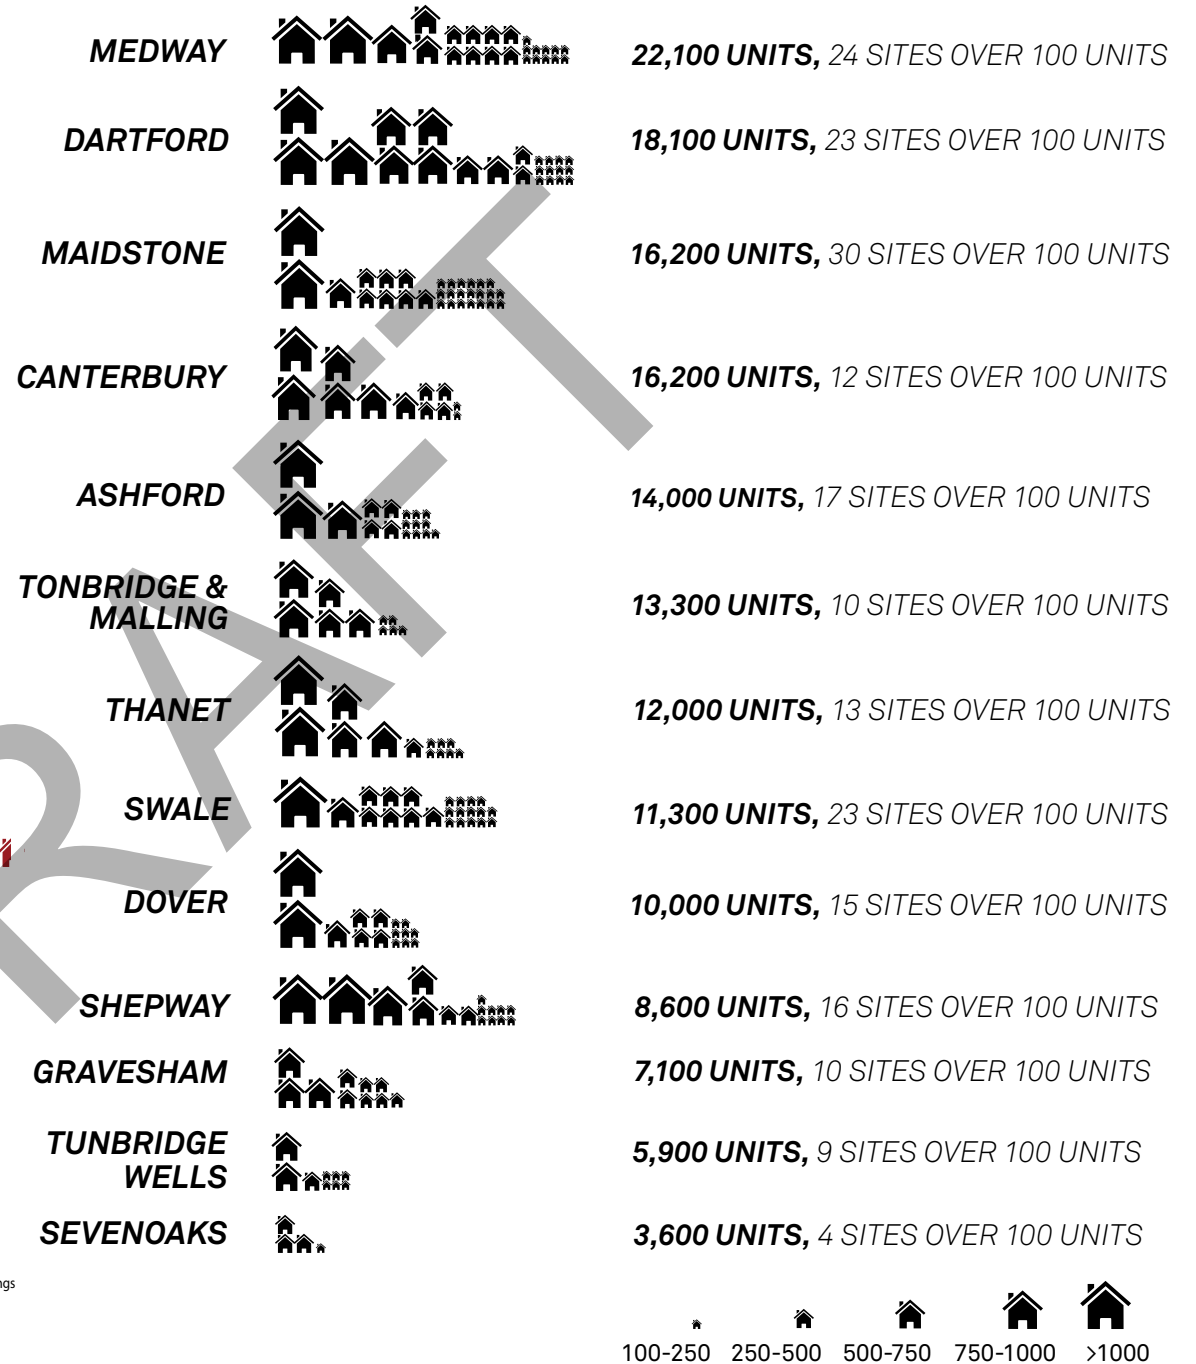 MEDWAY 22,100 UNITS, 24 SITES OVER 100 UNITS
DARTFORD 18,100 UNITS, 23 SITES OVER 100 UNITS
MAIDSTONE 16,200 UNITS, 30 SITES OVER 100 UNITS
CANTERBURY 16,200 UNITS, 12 SITES OVER 100 UNITS
ASHFORD 14,000 UNITS, 17 SITES OVER 100 UNITS
TONBRIDGE &
MALLING 13,300 UNITS, 10 SITES OVER 100 UNITS
THANET 12,000 UNITS, 13 SITES OVER 100 UNITS
SWALE 11,300 UNITS, 23 SITES OVER 100 UNITS
DOVER 10,000 UNITS, 15 SITES OVER 100 UNITS
SHEPWAY 8,600 UNITS, 16 SITES OVER 100 UNITS
GRAVESHAM 7,100 UNITS, 10 SITES OVER 100 UNITS
TUNBRIDGE
WELLS 5,900 UNITS, 9 SITES OVER 100 UNITS
SEVENOAKS 3,600 UNITS, 4 SITES OVER 100 UNITS
ngs
100-250 250-500 500-750 750-1000 >1000
RAFT